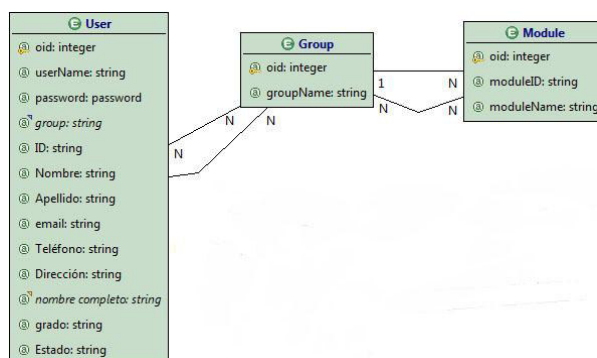 User
oid: integer
userName: string
password: password
group: string
ID: string
Nombre: string
Apellido: string
email: string
Teléfono: string
Dirección: string
nombre completo: string
grado: string
Estado: string
Group
oid: integer
groupName: string
Module
oid: integer
moduleID: string
moduleName: string
N
N
1
N
N
N